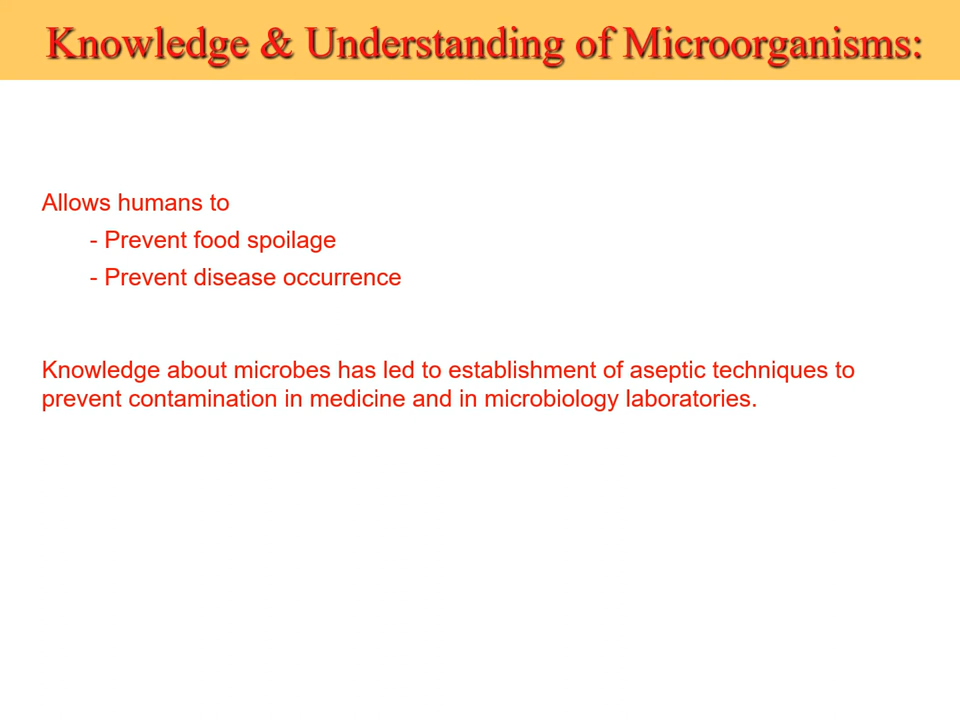 Knowledge & Understanding of Microorganisms:
Allows humans to
- Prevent food spoilage
- Prevent disease occurrence
Knowledge about microbes has led to establishment of aseptic techniques to
prevent contamination in medicine and in microbiology laboratories.